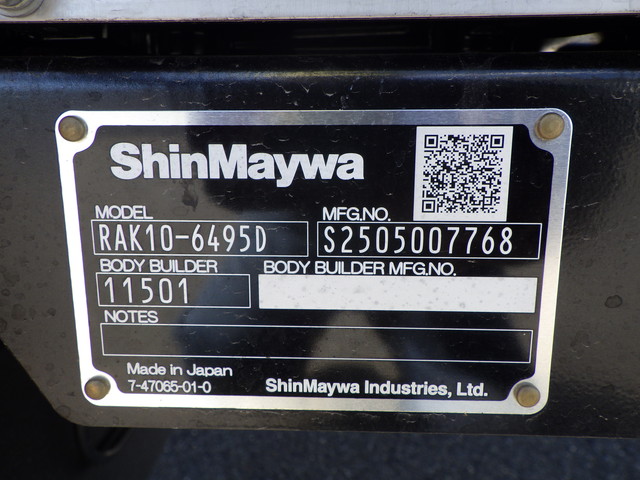 ShinMaywa
MODEL MFG.NO.
RAK10-6495D S2505007768
BODY BUILDER BODY BUILDER MFG.NO.
11501
NOTES
Made in Japan
7-47065-01-0 ShinMaywa Industries, Ltd.